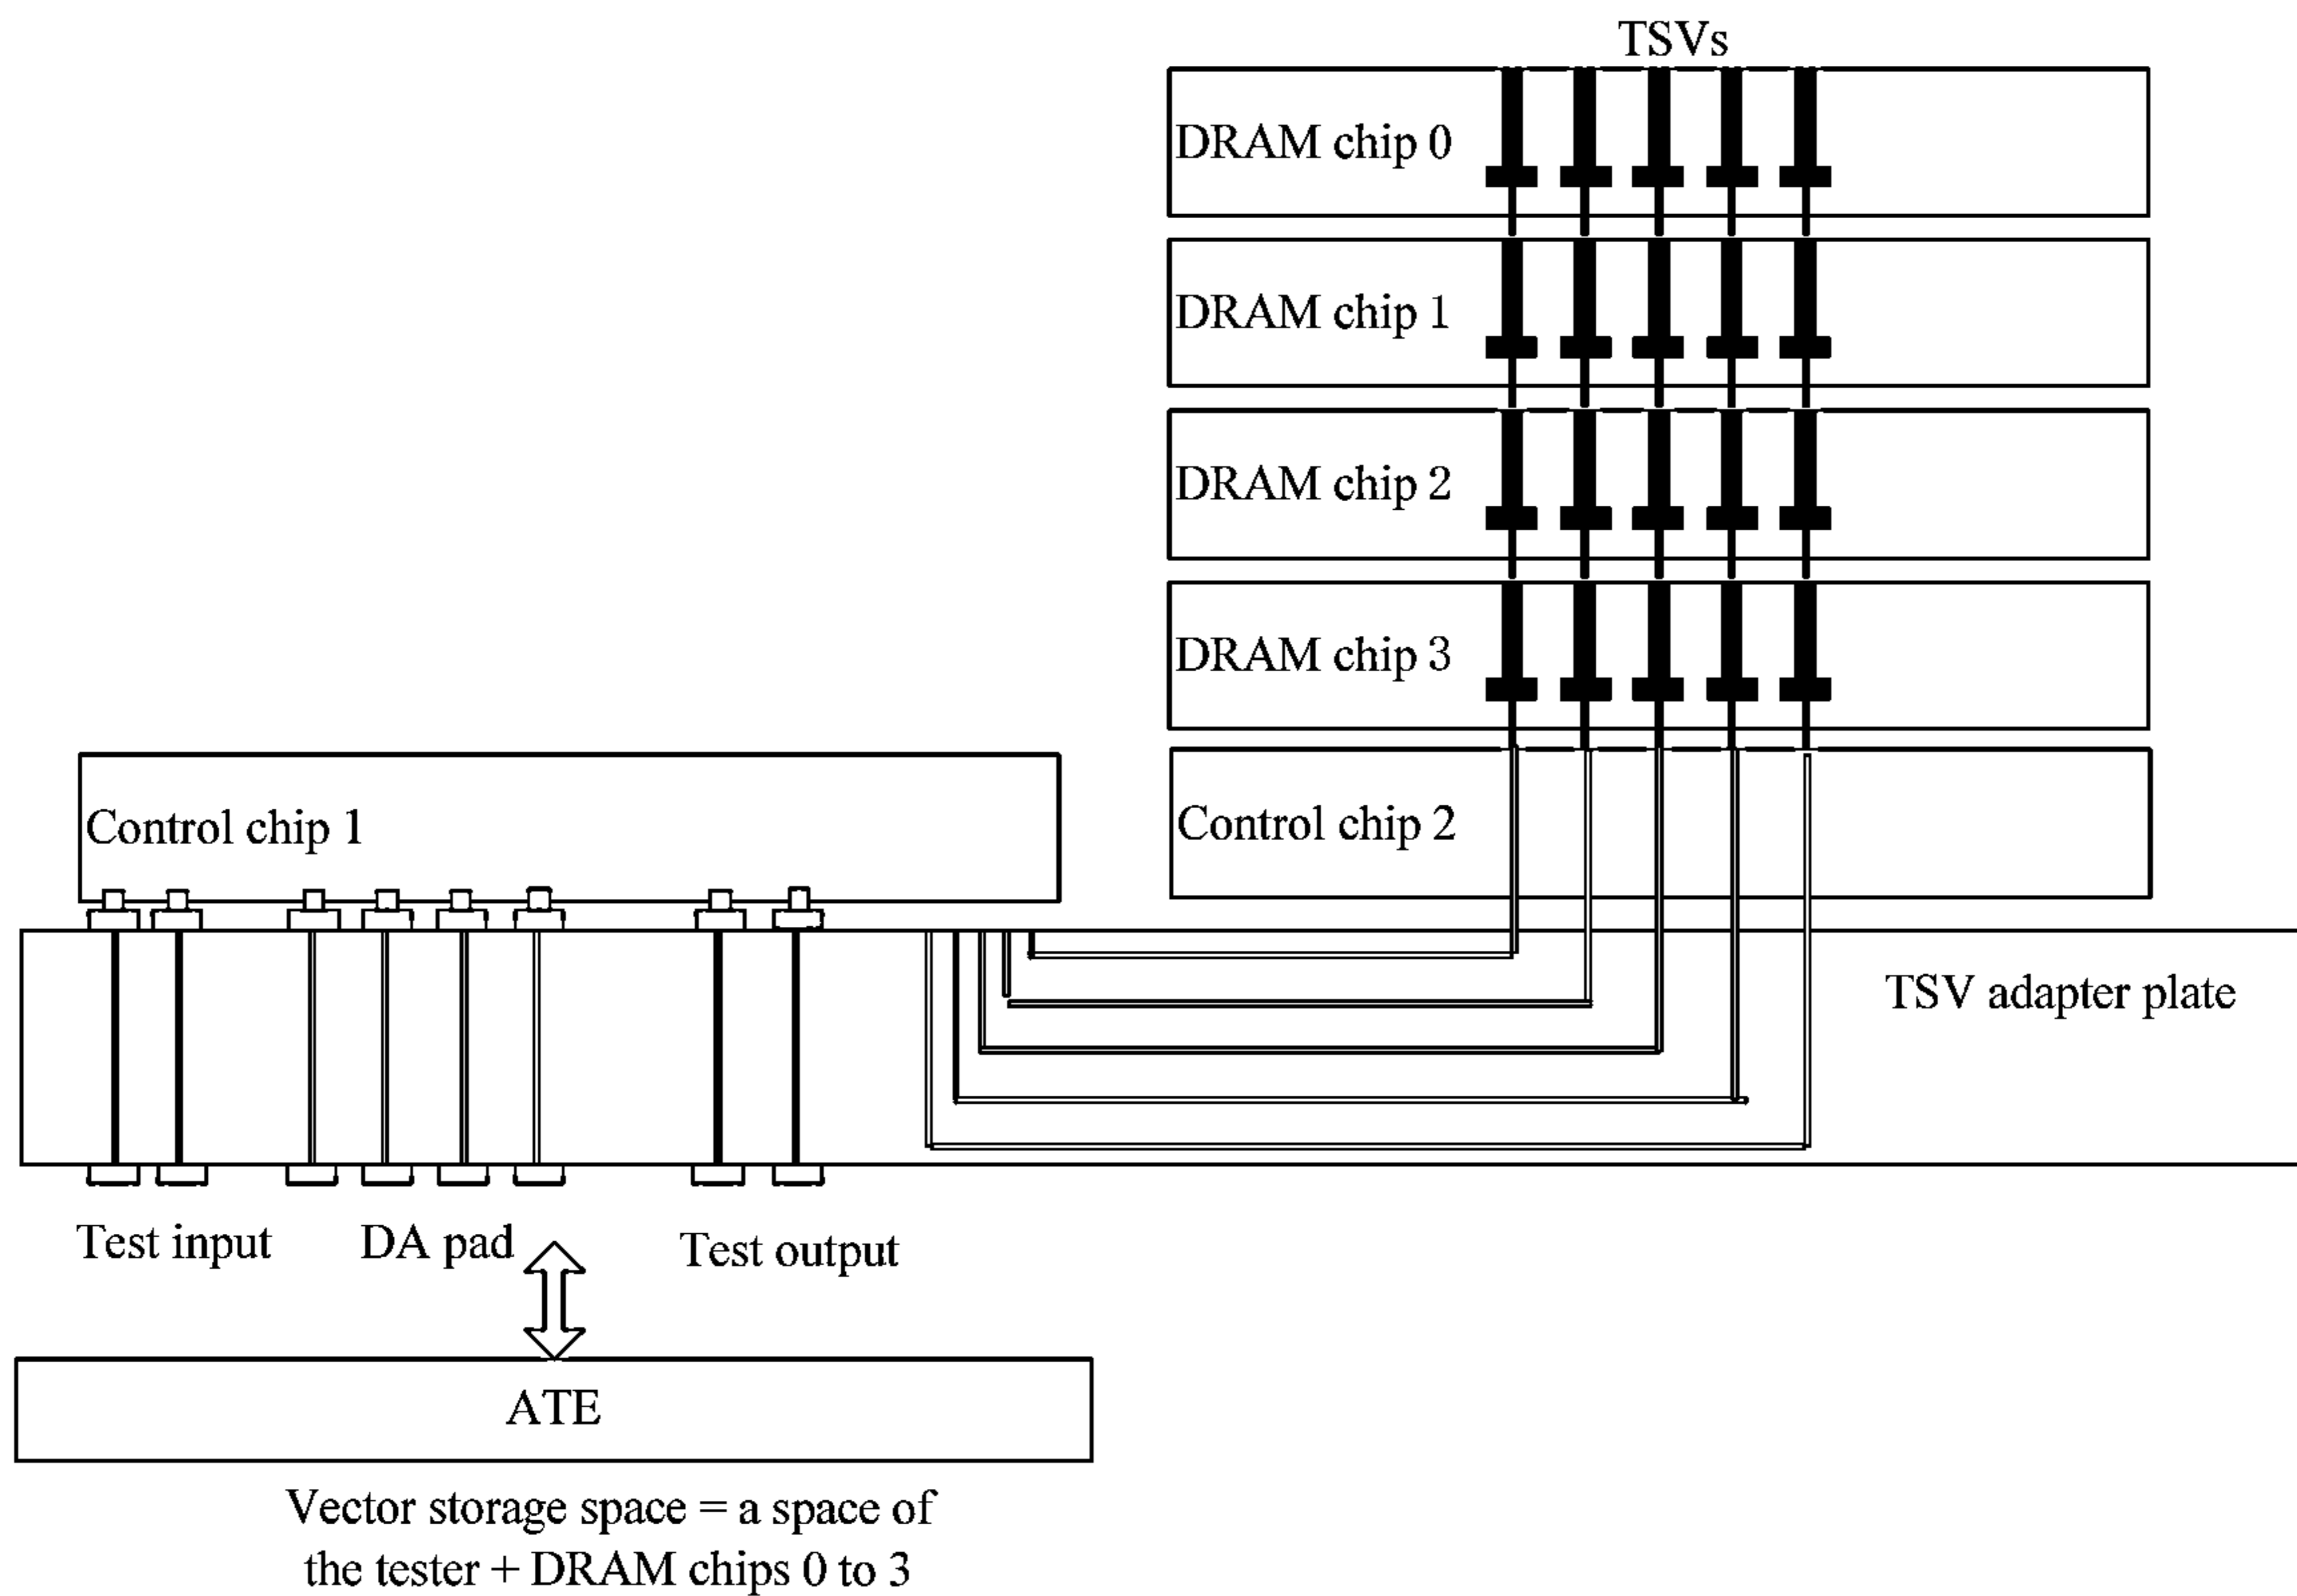 TSVs
DRAM chip 0
DRAM chip 1
DRAM chip 2
DRAM chip 3
Control chip 1
Control chip 2
TSV adapter plate
Test input
DA pad
Test output
ATE
Vector storage space = a space of
the tester + DRAM chips 0 to 3